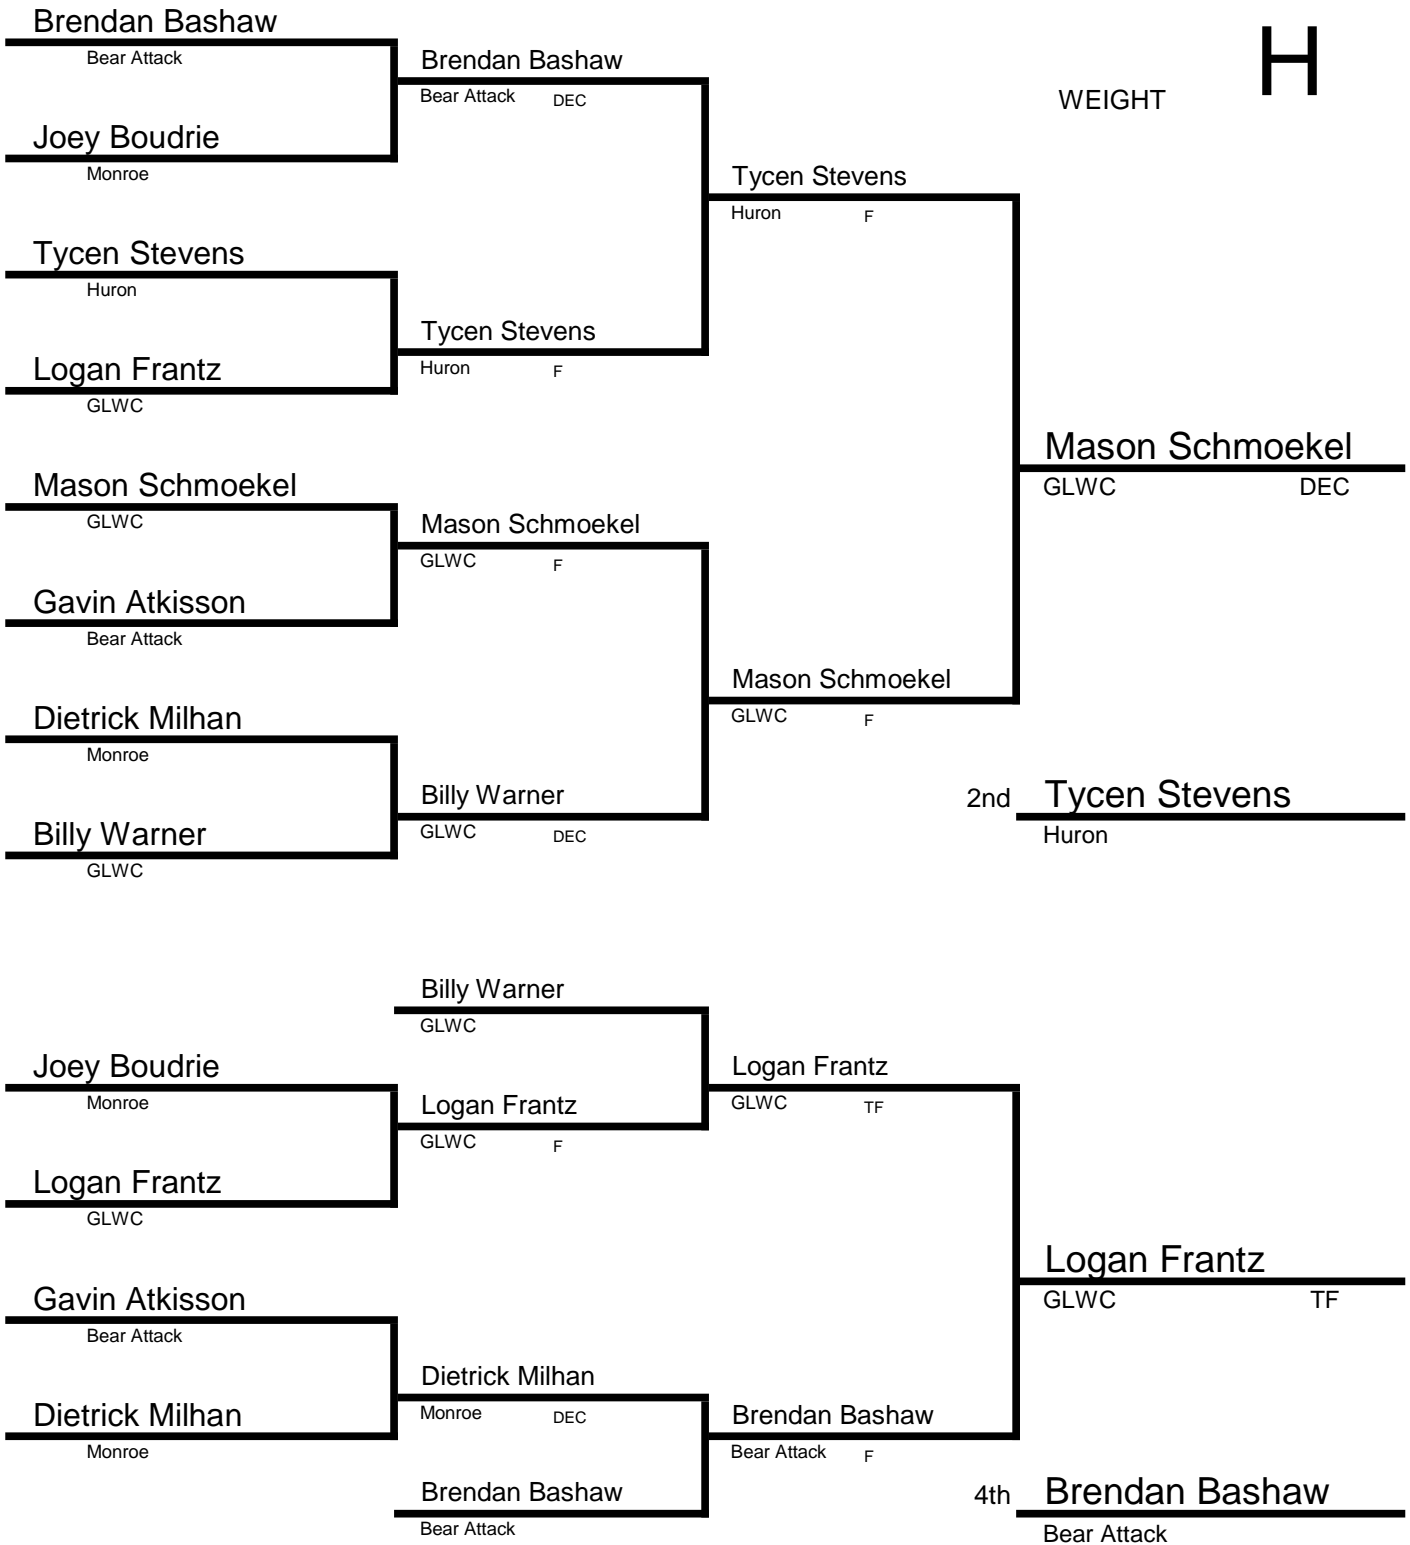 Brendan Bashaw
Bear Attack
Brendan Bashaw
Bear Attack DEC
H
WEIGHT
Joey Boudrie
Monroe
Tycen Stevens
Huron F
Tycen Stevens
Huron
Tycen Stevens
Huron F
Logan Frantz
GLWC
Mason Schmoekel
GLWC DEC
Mason Schmoekel
GLWC
Mason Schmoekel
GLWC F
Gavin Atkisson
Bear Attack
Mason Schmoekel
GLWC F
Dietrick Milhan
Monroe
Billy Warner
GLWC DEC
2nd Tycen Stevens
Huron
Billy Warner
GLWC
Billy Warner
GLWC
Joey Boudrie
Monroe
Logan Frantz
GLWC TF
Logan Frantz
GLWC F
Logan Frantz
GLWC
Logan Frantz
GLWC TF
Gavin Atkisson
Bear Attack
Dietrick Milhan
Monroe DEC
Dietrick Milhan
Monroe
Brendan Bashaw
Bear Attack F
Brendan Bashaw
Bear Attack
4th Brendan Bashaw
Bear Attack